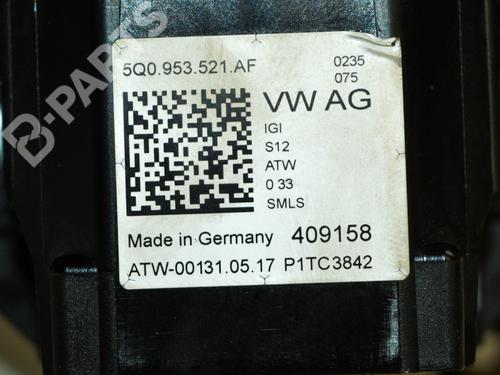 B-PARTS
5Q0.953.521.AF 0235
075
VW AG
IGI
S12
ATW
0 33
SMLS
Made in Germany 409158
ATW-00131.05.17 P1TC3842